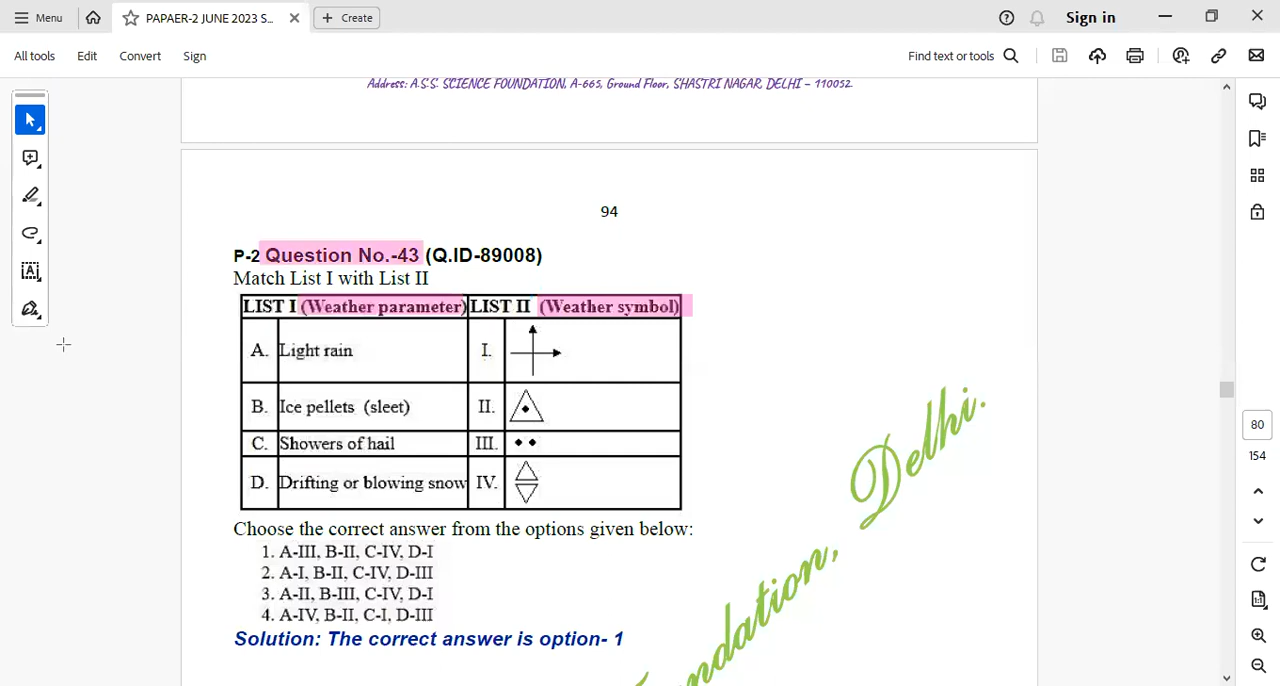 Menu
PAPAER-2 JUNE 2023 S...
Create
Sign in
All tools
Edit
Convert
Sign
Find text or tools
Address: A.S.S. SCIENCE FOUNDATION, A-665, Ground Floor, SHASTRI NAGAR, DELHI – 110052.
94
P-2 Question No.-43 (Q.ID-89008)
Match List I with List II
LIST I (Weather parameter) LIST II (Weather symbol)
A. Light rain I.
B. Ice pellets (sleet) II.
C. Showers of hail III.
D. Drifting or blowing snow IV.
Choose the correct answer from the options given below:
1. A-III, B-II, C-IV, D-I
2. A-I, B-II, C-IV, D-III
3. A-II, B-III, C-IV, D-I
4. A-IV, B-II, C-I, D-III
Solution: The correct answer is option- 1
ndation, Delhi.
80
154